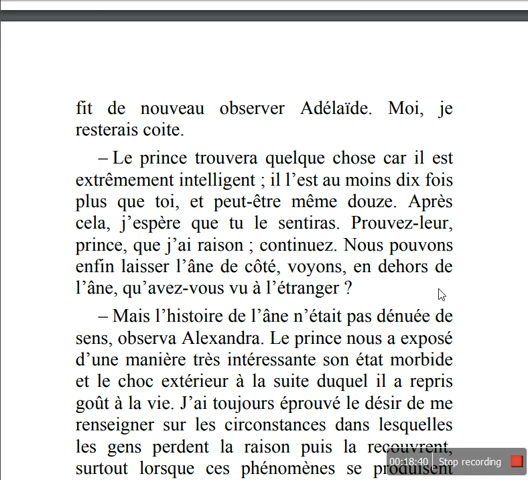 fit de nouveau observer Adélaïde. Moi, je
resterais coite.
– Le prince trouvera quelque chose car il est
extrêmement intelligent ; il l’est au moins dix fois
plus que toi, et peut-être même douze. Après
cela, j’espère que tu le sentiras. Prouvez-leur,
prince, que j’ai raison ; continuez. Nous pouvons
enfin laisser l’âne de côté, voyons, en dehors de
l’âne, qu’avez-vous vu à l’étranger ?
– Mais l’histoire de l’âne n’était pas dénuée de
sens, observa Alexandra. Le prince nous a exposé
d’une manière très intéressante son état morbide
et le choc extérieur à la suite duquel il a repris
goût à la vie. J’ai toujours éprouvé le désir de me
renseigner sur les circonstances dans lesquelles
les gens perdent la raison puis la recouvrent,
surtout lorsque ces phénomènes se produisent
00:18:40 Stop recording